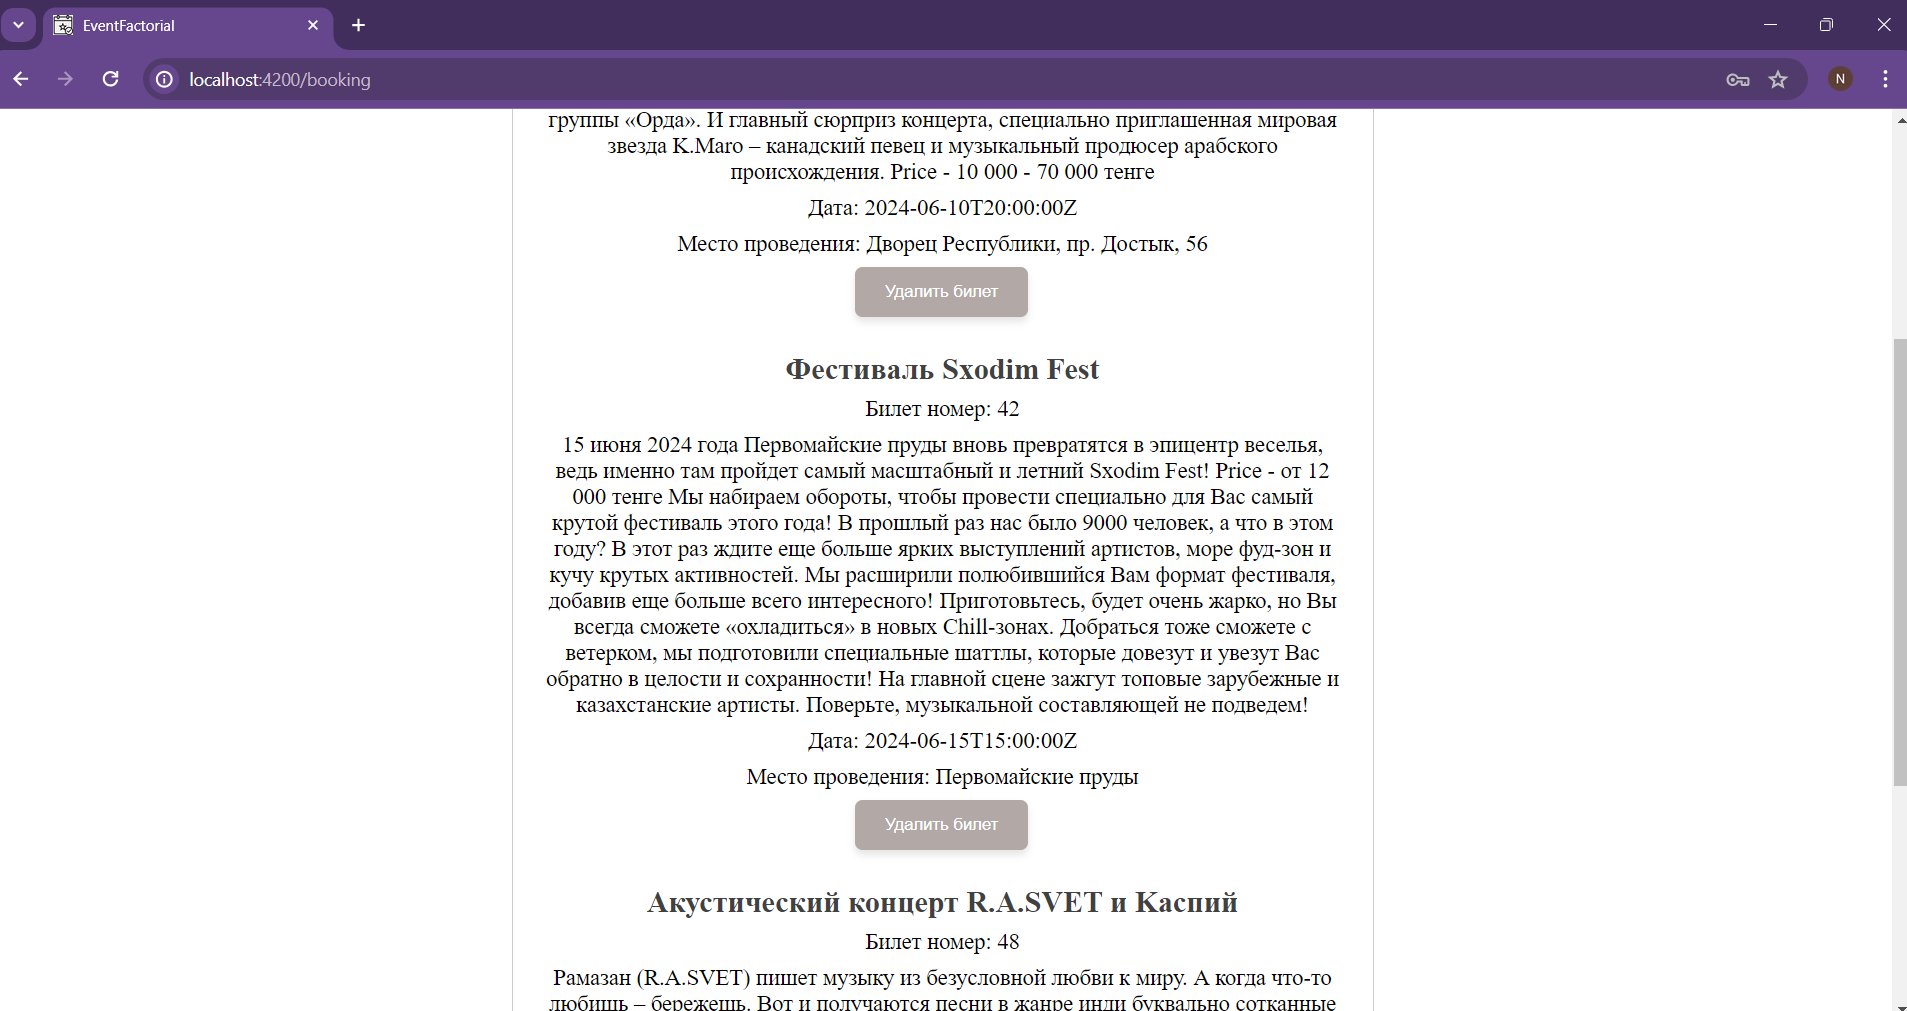 EventFactorial
localhost:4200/booking
N
группы «Орда». И главный сюрприз концерта, специально приглашенная мировая
звезда K.Maro – канадский певец и музыкальный продюсер арабского
происхождения. Price - 10 000 - 70 000 тенге
Дата: 2024-06-10T20:00:00Z
Место проведения: Дворец Республики, пр. Достык, 56
Удалить билет
Фестиваль Sxodim Fest
Билет номер: 42
15 июня 2024 года Первомайские пруды вновь превратятся в эпицентр веселья,
ведь именно там пройдет самый масштабный и летний Sxodim Fest! Price - от 12
000 тенге Мы набираем обороты, чтобы провести специально для Вас самый
крутой фестиваль этого года! В прошлый раз нас было 9000 человек, а что в этом
году? В этот раз ждите еще больше ярких выступлений артистов, море фуд-зон и
кучу крутых активностей. Мы расширили полюбившийся Вам формат фестиваля,
добавив еще больше всего интересного! Приготовьтесь, будет очень жарко, но Вы
всегда сможете «охладиться» в новых Chill-зонах. Добраться тоже сможете с
ветерком, мы подготовили специальные шаттлы, которые довезут и увезут Вас
обратно в целости и сохранности! На главной сцене зажгут топовые зарубежные и
казахстанские артисты. Поверьте, музыкальной составляющей не подведем!
Дата: 2024-06-15T15:00:00Z
Место проведения: Первомайские пруды
Удалить билет
Акустический концерт R.A.SVET и Каспий
Билет номер: 48
Рамазан (R.A.SVET) пишет музыку из безусловной любви к миру. А когда что-то
любишь – бережешь. Вот и получаются песни в жанре инди буквально сотканные